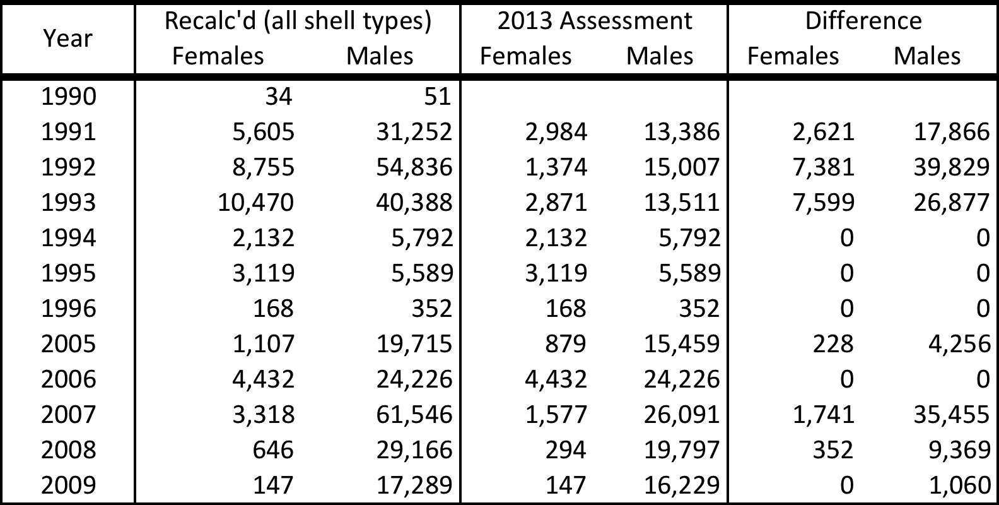 Year Recalc'd (all shell types) 2013 Assessment Difference
Females Males Females Males Females Males
1990 34 51
1991 5,605 31,252 2,984 13,386 2,621 17,866
1992 8,755 54,836 1,374 15,007 7,381 39,829
1993 10,470 40,388 2,871 13,511 7,599 26,877
1994 2,132 5,792 2,132 5,792 0 0
1995 3,119 5,589 3,119 5,589 0 0
1996 168 352 168 352 0 0
2005 1,107 19,715 879 15,459 228 4,256
2006 4,432 24,226 4,432 24,226 0 0
2007 3,318 61,546 1,577 26,091 1,741 35,455
2008 646 29,166 294 19,797 352 9,369
2009 147 17,289 147 16,229 0 1,060